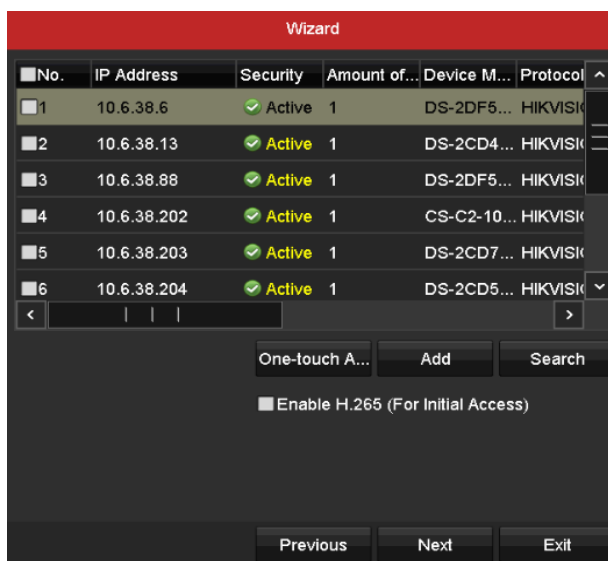 Wizard
No. IP Address Security Amount of... Device M... Protocol
1 10.6.38.6 Active 1 DS-2DF5... HIKVISI
2 10.6.38.13 Active 1 DS-2CD4... HIKVISI
3 10.6.38.88 Active 1 DS-2DF5... HIKVISI
4 10.6.38.202 Active 1 CS-C2-10... HIKVISI
5 10.6.38.203 Active 1 DS-2CD7... HIKVISI
6 10.6.38.204 Active 1 DS-2CD5... HIKVISI
One-touch A... Add Search
Enable H.265 (For Initial Access)
Previous Next Exit